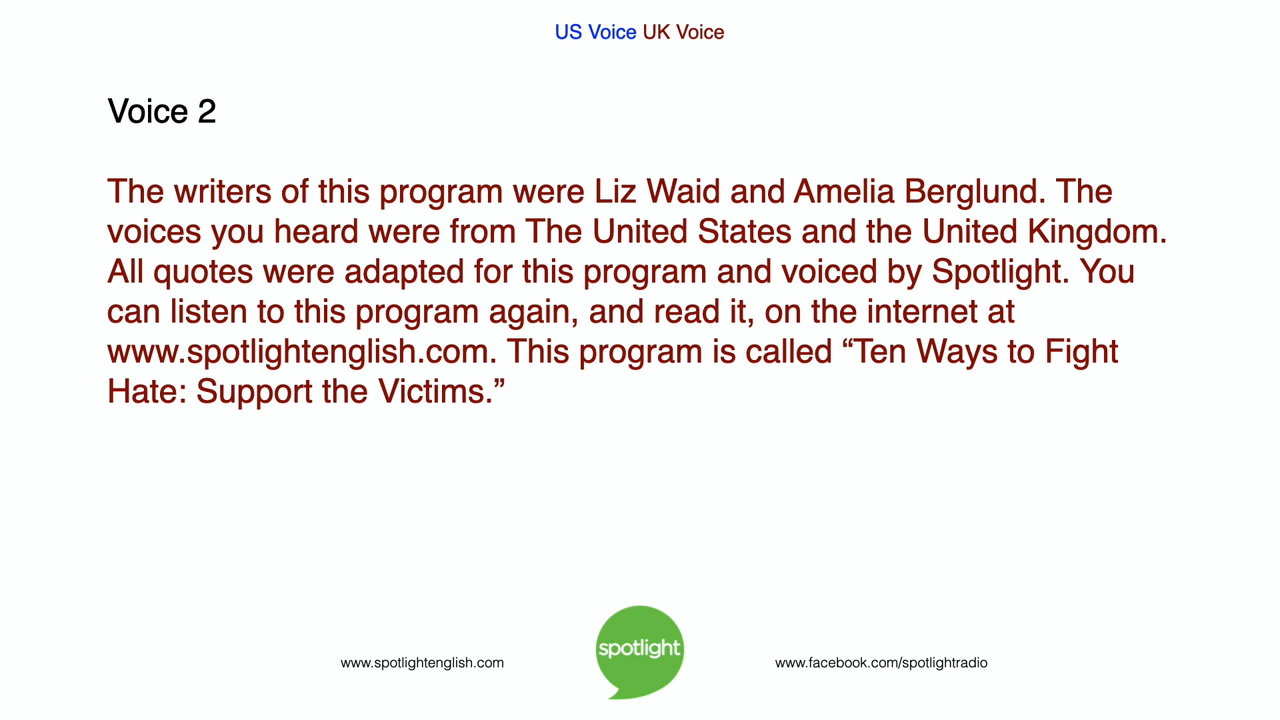 US Voice UK Voice
Voice 2
The writers of this program were Liz Waid and Amelia Berglund. The
voices you heard were from The United States and the United Kingdom.
All quotes were adapted for this program and voiced by Spotlight. You
can listen to this program again, and read it, on the internet at
www.spotlightenglish.com. This program is called “Ten Ways to Fight
Hate: Support the Victims.”
www.spotlightenglish.com
spotlight
www.facebook.com/spotlightradio